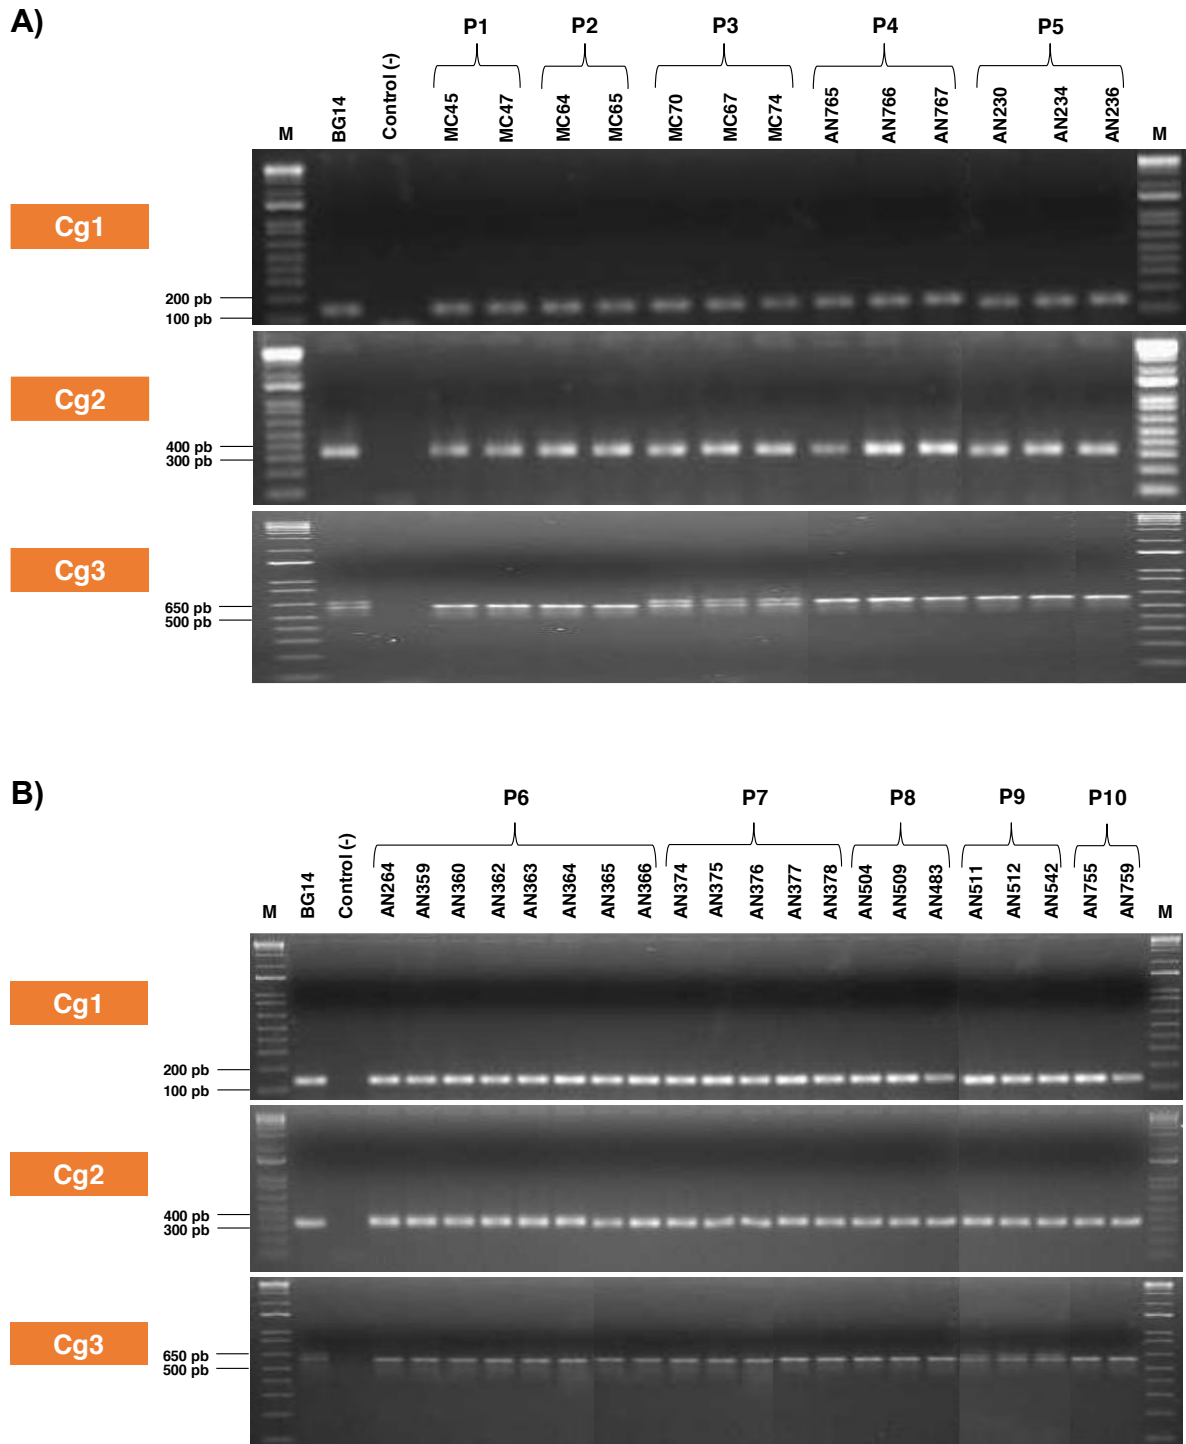 A)
P1 P2 P3 P4 P5
M BG14 Control (-) MC45 MC47 MC64 MC65 MC70 MC67 MC74 AN765 AN766 AN767 AN230 AN234 AN236 M
Cg1
200 pb
100 pb
Cg2
400 pb
300 pb
Cg3
650 pb
500 pb
B)
P6 P7 P8 P9 P10
M BG14 Control (-) AN264 AN359 AN360 AN362 AN363 AN364 AN365 AN366 AN374 AN375 AN376 AN377 AN378 AN504 AN509 AN483 AN511 AN512 AN542 AN755 AN759 M
Cg1
200 pb
100 pb
Cg2
400 pb
300 pb
Cg3
650 pb
500 pb